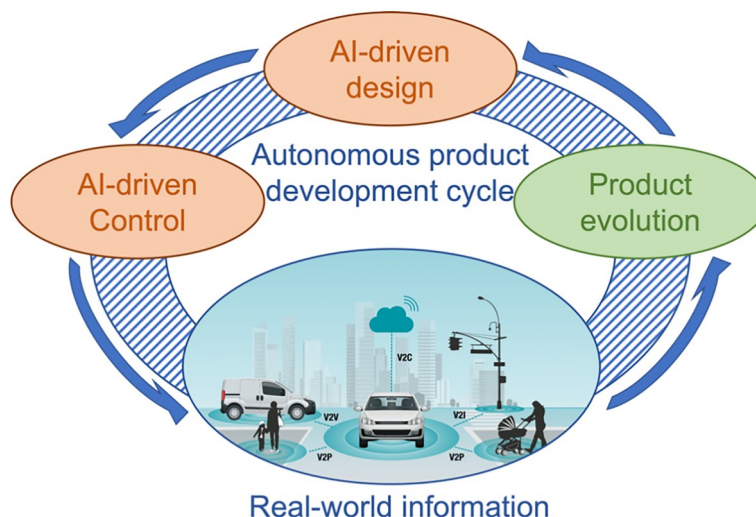 AI-driven
design
AI-driven
Control
Autonomous product
development cycle
Product
evolution
V2C
V2V
V2I
V2P
V2P
Real-world information